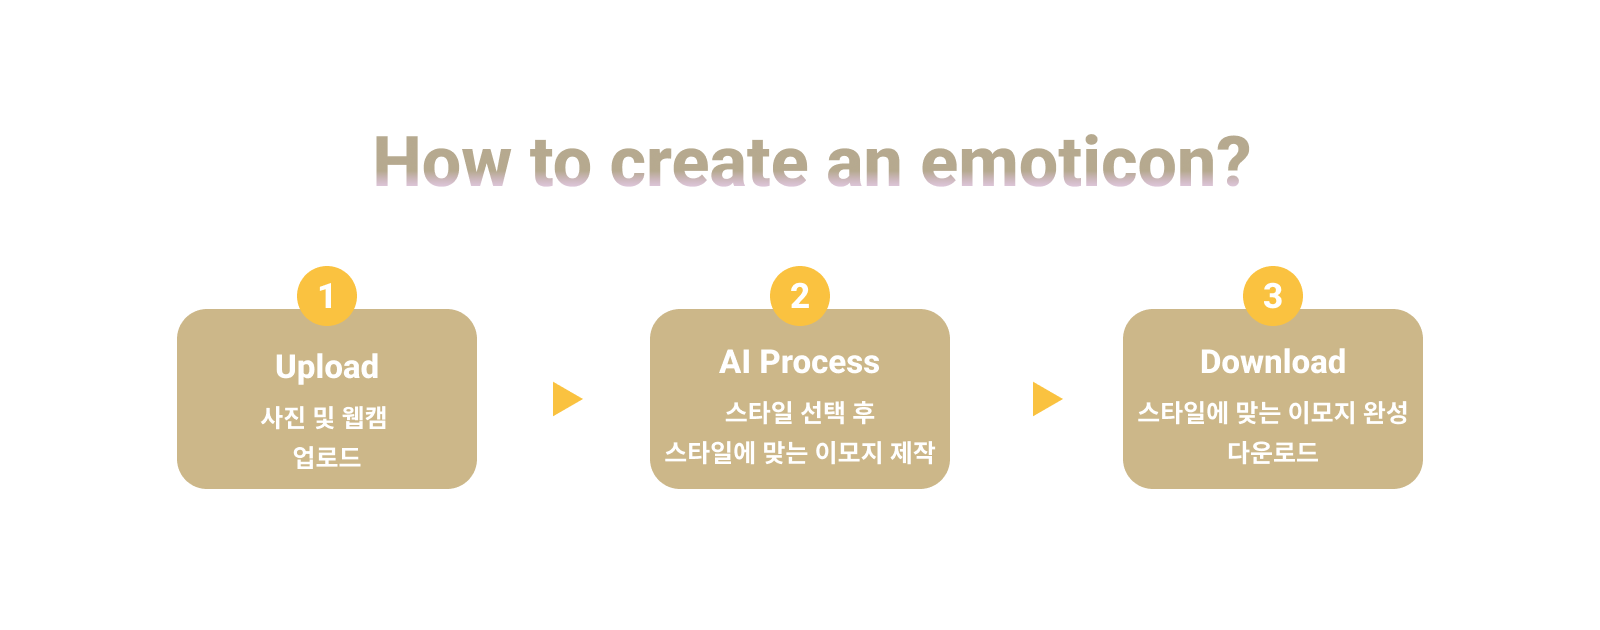 How to create an emoticon?
1
Upload
사진 및 웹캠
업로드
2
AI Process
스타일 선택 후
스타일에 맞는 이모지 제작
3
Download
스타일에 맞는 이모지 완성
다운로드